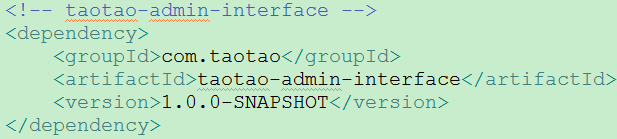 <!-- taotao-admin-interface -->
<dependency>
    <groupId>com.taotao</groupId>
    <artifactId>taotao-admin-interface</artifactId>
    <version>1.0.0-SNAPSHOT</version>
</dependency>